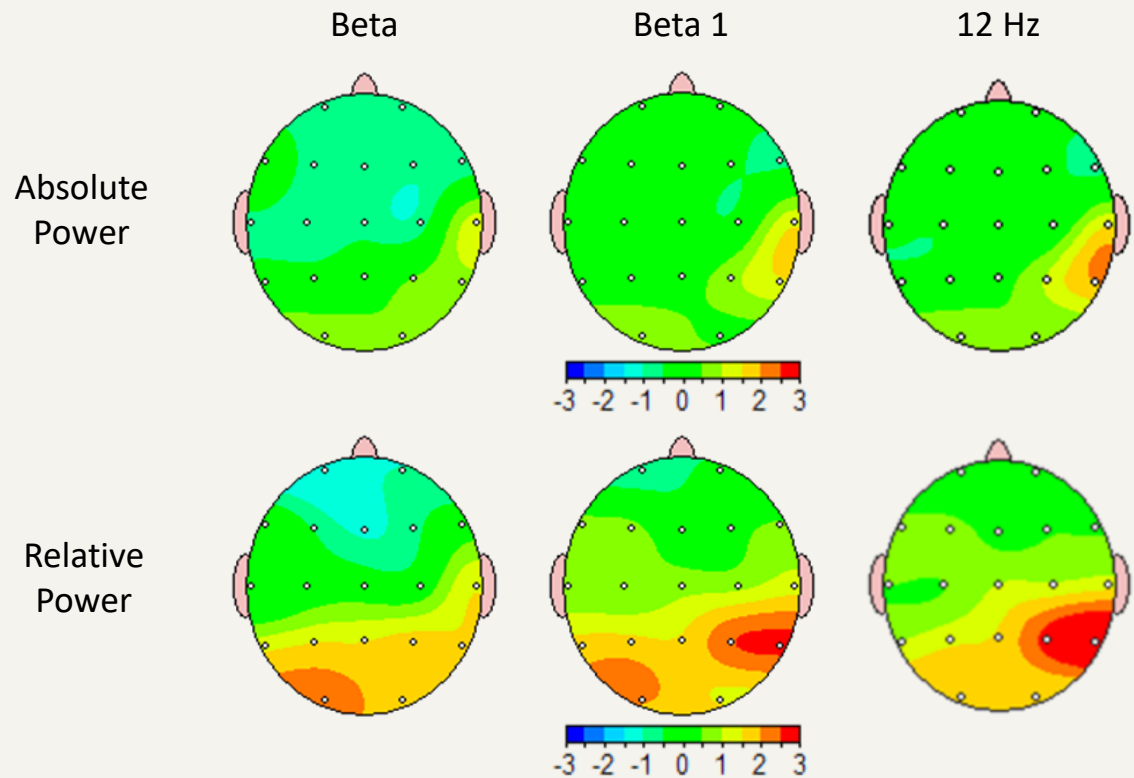 Beta Beta 1 12 Hz
Absolute
Power
-3 -2 -1 0 1 2 3
Relative
Power
-3 -2 -1 0 1 2 3